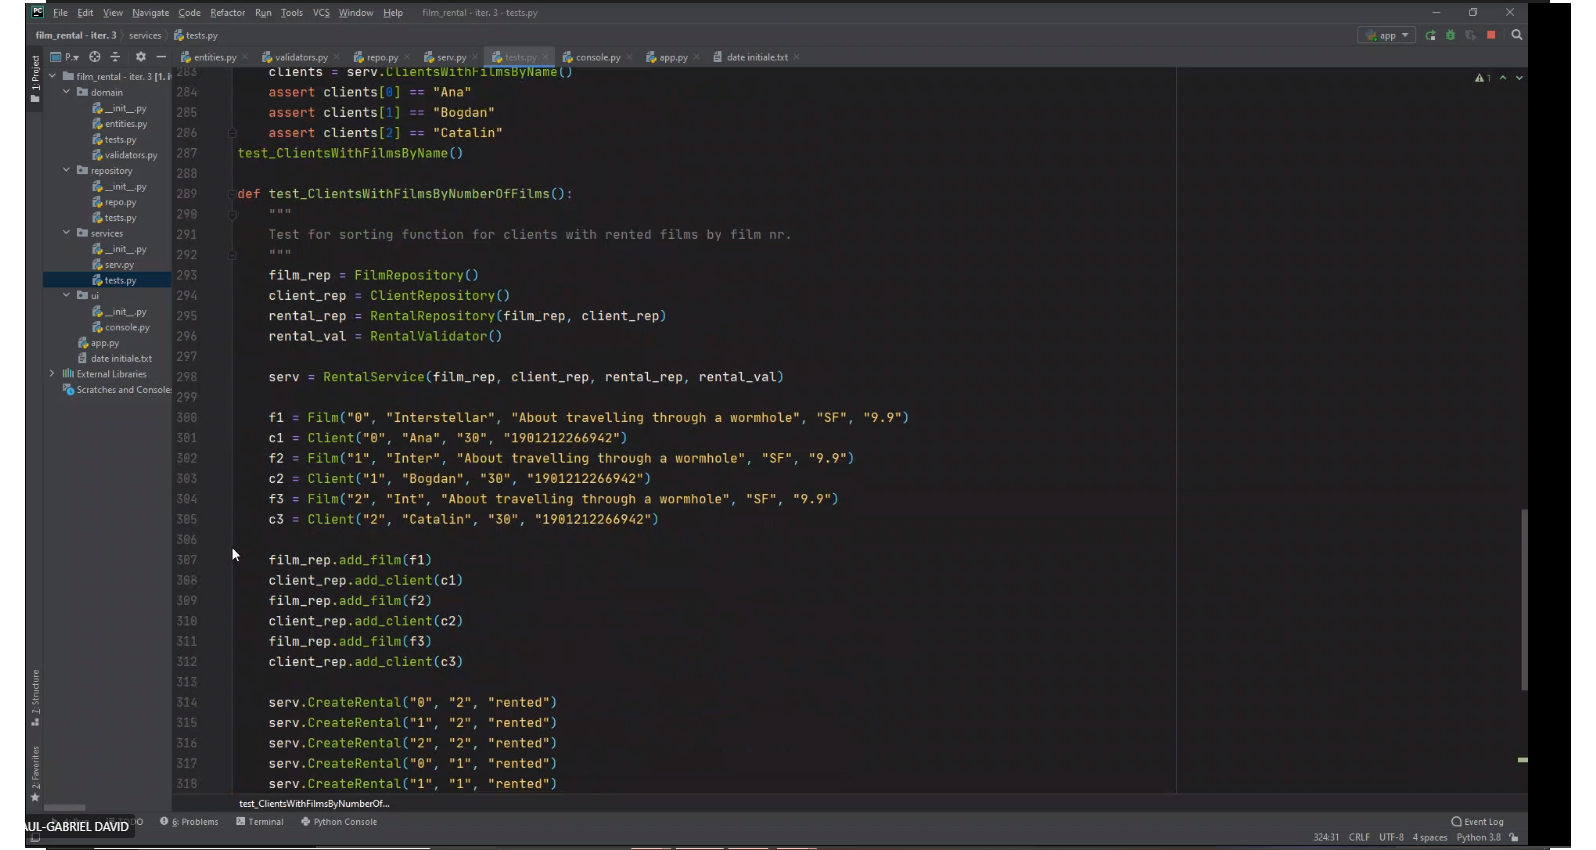 File Edit View Navigate Code Refactor Run Tools VCS Window Help film_rental - iter. 3 - tests.py
film_rental - iter. 3 services tests.py app
P.. entities.py validators.py repo.py serv.py tests.py console.py app.py date initiale.txt
1: Project
film_rental - iter. 3 [1. it
domain
__init__.py
entities.py
tests.py
validators.py
repository
__init__.py
repo.py
tests.py
services
__init__.py
serv.py
tests.py
ui
__init__.py
console.py
app.py
date initiale.txt
External Libraries
Scratches and Console
Z: Structure
2: Favorites
1
283 clients = serv.ClientsWithFilmsByName()
284 assert clients[0] == "Ana"
285 assert clients[1] == "Bogdan"
286 assert clients[2] == "Catalin"
287 test_ClientsWithFilmsByName()
288
289 def test_ClientsWithFilmsByNumberOfFilms():
290 """
291 Test for sorting function for clients with rented films by film nr.
292 """
293 film_rep = FilmRepository()
294 client_rep = ClientRepository()
295 rental_rep = RentalRepository(film_rep, client_rep)
296 rental_val = RentalValidator()
297
298 serv = RentalService(film_rep, client_rep, rental_rep, rental_val)
299
300 f1 = Film("0", "Interstellar", "About travelling through a wormhole", "SF", "9.9")
301 c1 = Client("0", "Ana", "30", "1901212266942")
302 f2 = Film("1", "Inter", "About travelling through a wormhole", "SF", "9.9")
303 c2 = Client("1", "Bogdan", "30", "1901212266942")
304 f3 = Film("2", "Int", "About travelling through a wormhole", "SF", "9.9")
305 c3 = Client("2", "Catalin", "30", "1901212266942")
306
307 film_rep.add_film(f1)
308 client_rep.add_client(c1)
309 film_rep.add_film(f2)
310 client_rep.add_client(c2)
311 film_rep.add_film(f3)
312 client_rep.add_client(c3)
313
314 serv.CreateRental("0", "2", "rented")
315 serv.CreateRental("1", "2", "rented")
316 serv.CreateRental("2", "2", "rented")
317 serv.CreateRental("0", "1", "rented")
318 serv.CreateRental("1", "1", "rented")
test_ClientsWithFilmsByNumberOf...
AUL-GABRIEL DAVID 6: Problems Terminal Python Console Event Log
324:31 CRLF UTF-8 4 spaces Python 3.8